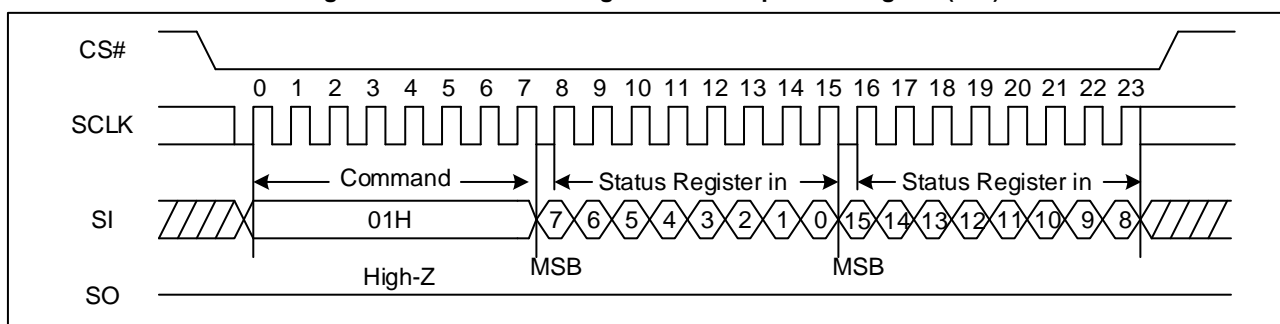 CS#
0 1 2 3 4 5 6 7 8 9 10 11 12 13 14 15 16 17 18 19 20 21 22 23
SCLK
Command Status Register in Status Register in
SI 01H 7 6 5 4 3 2 1 0 15 14 13 12 11 10 9 8
High-Z MSB MSB
SO